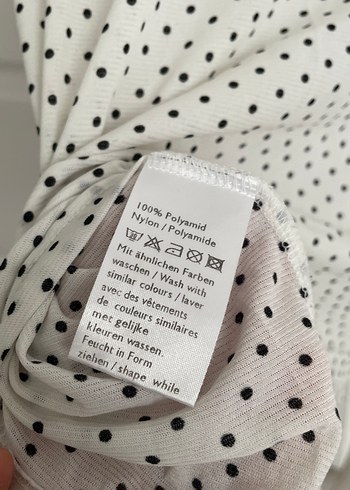 100% Polyamid
Nylon / Polyamide
Mit ähnlichen Farben
waschen / Wash with
similar colours / laver
avec des vêtements
de couleurs similaires
met gelijke
kleuren wassen.
Feucht in Form
ziehen / shape while